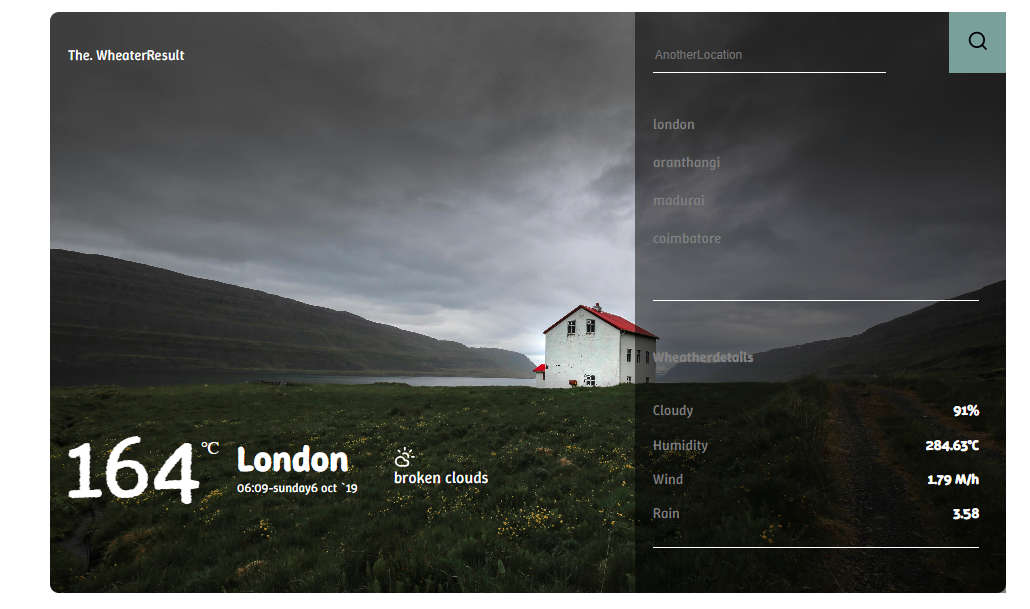 The. WheaterResult
AnotherLocation
london
aranthangi
madurai
coimbatore
Wheatherdetails
Cloudy 91%
Humidity 284.63°C
Wind 1.79 M/h
Rain 3.58
164 °C
London
06:09-sunday6 oct `19
broken clouds